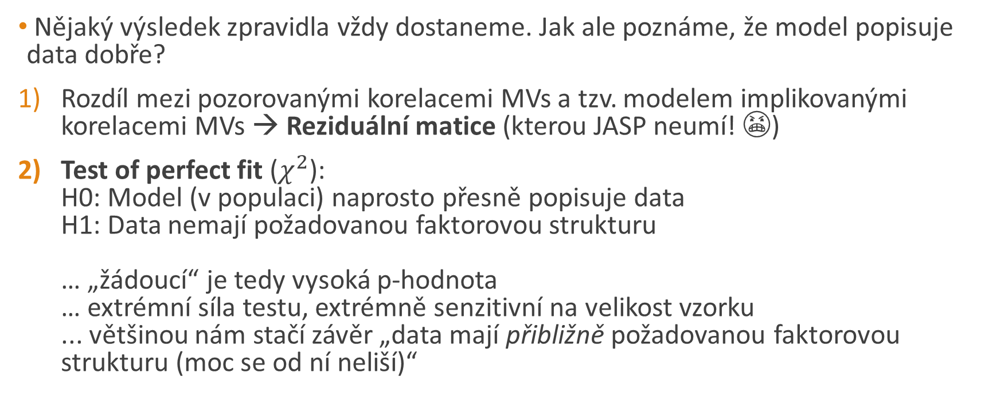 • Nějaký výsledek zpravidla vždy dostaneme. Jak ale poznáme, že model popisuje
data dobře?
1) Rozdíl mezi pozorovanými korelacemi MVs a tzv. modelem implikovanými
korelacemi MVs → Reziduální matice (kterou JASP neumí! 😬)
2) Test of perfect fit (χ²):
H0: Model (v populaci) naprosto přesně popisuje data
H1: Data nemají požadovanou faktorovou strukturu
… „žádoucí“ je tedy vysoká p-hodnota
… extrémní síla testu, extrémně senzitivní na velikost vzorku
... většinou nám stačí závěr „data mají přibližně požadovanou faktorovou
strukturu (moc se od ní neliší)“